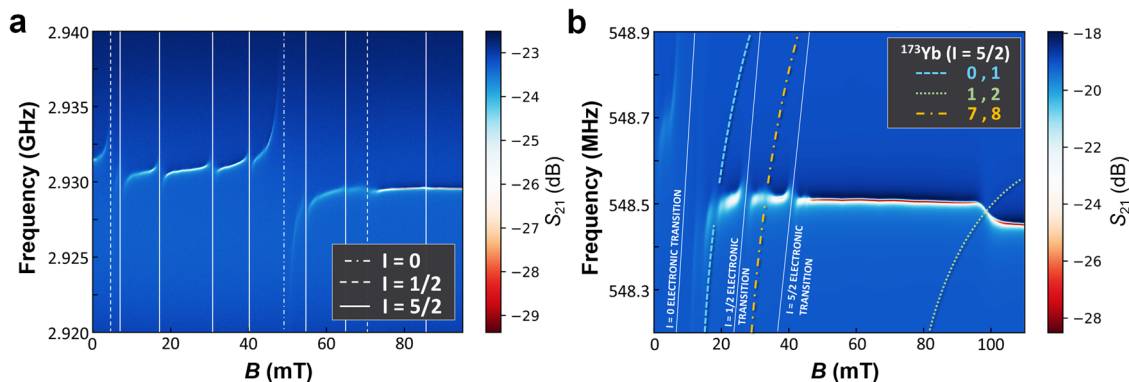 a
2.940
2.935
2.930
2.925
2.920
Frequency (GHz)
0
20
40
60
80
B (mT)
I = 0
I = 1/2
I = 5/2
−23
−24
−25
−26
−27
−28
−29
S21 (dB)
b
548.9
548.7
548.5
548.3
Frequency (MHz)
0
20
40
60
80
100
B (mT)
I = 0 ELECTRONIC TRANSITION
I = 1/2 ELECTRONIC
TRANSITION
I = 5/2 ELECTRONIC
TRANSITION
¹⁷³Yb (I = 5/2)
0 , 1
1 , 2
7 , 8
−18
−20
−22
−24
−26
−28
S21 (dB)